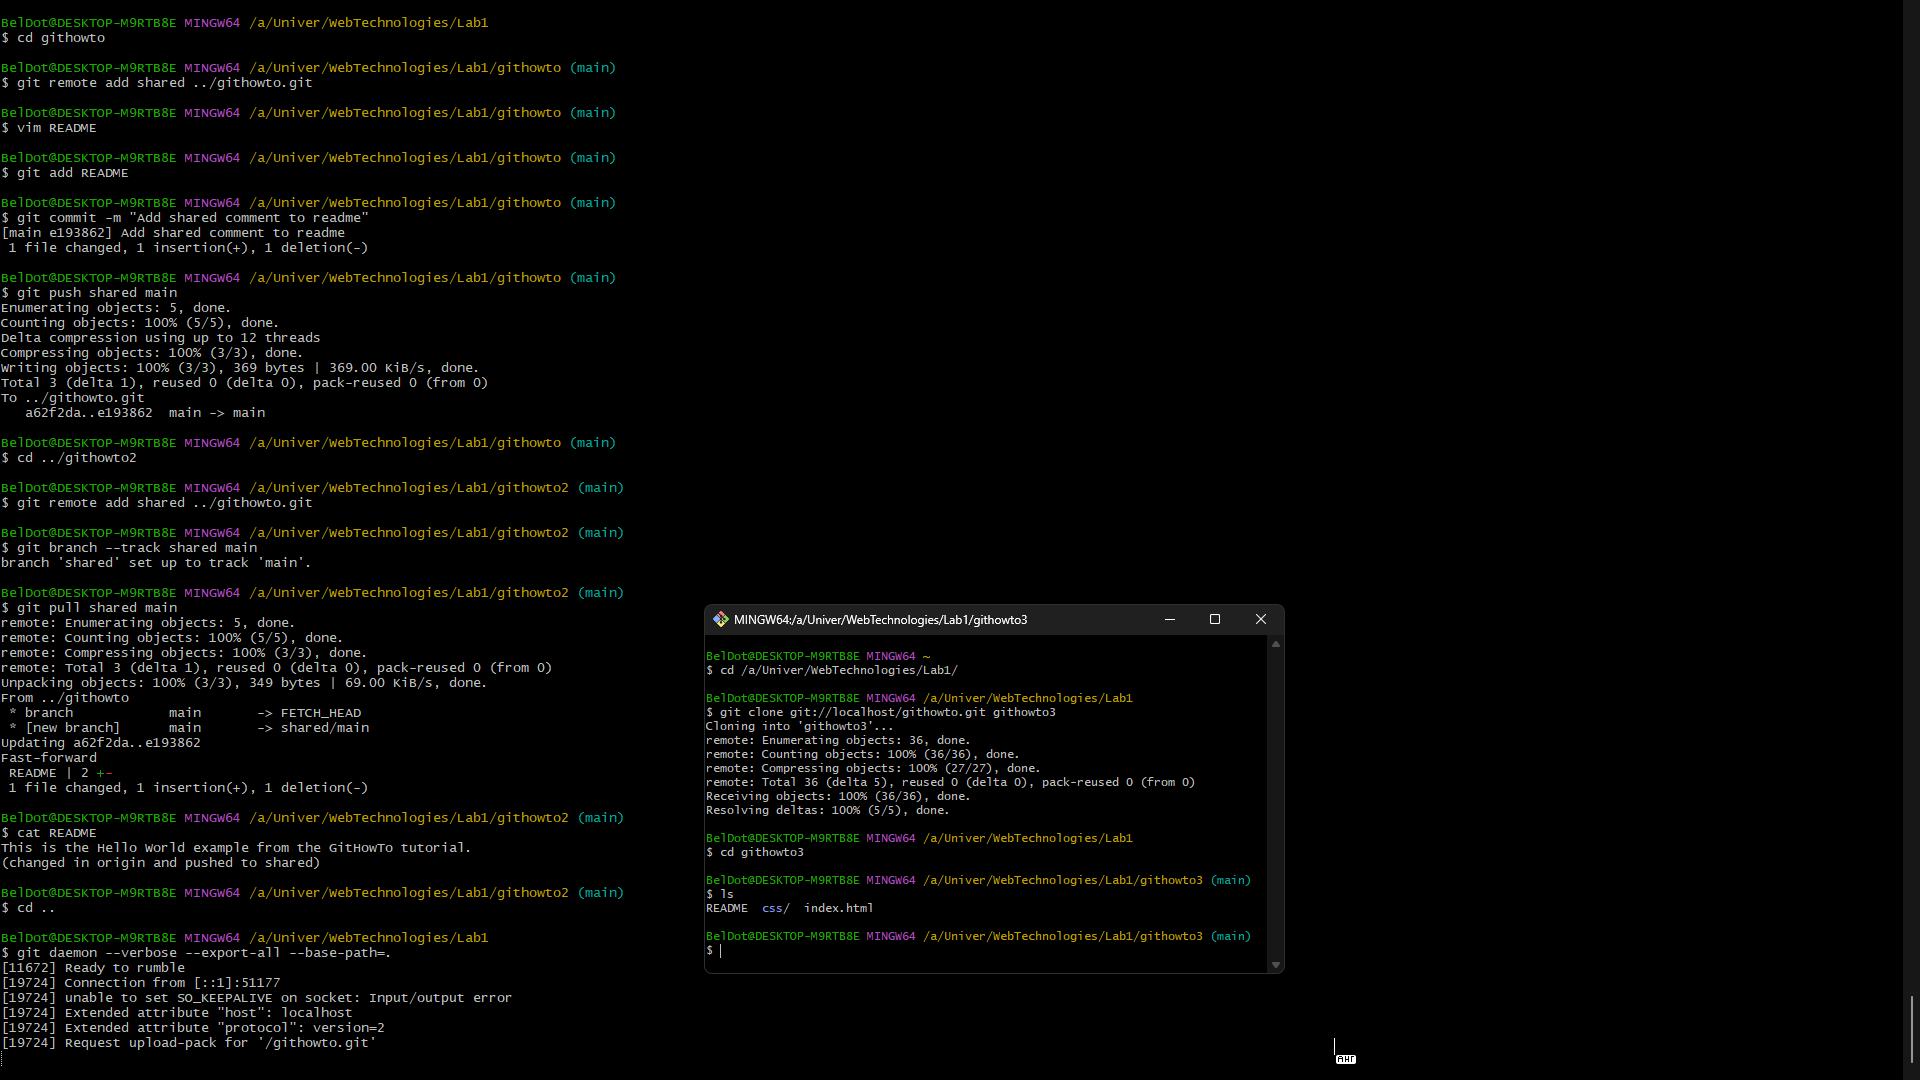 BelDot@DESKTOP-M9RTB8E MINGW64 /a/Univer/WebTechnologies/Lab1
$ cd githowto
BelDot@DESKTOP-M9RTB8E MINGW64 /a/Univer/WebTechnologies/Lab1/githowto (main)
$ git remote add shared ../githowto.git
BelDot@DESKTOP-M9RTB8E MINGW64 /a/Univer/WebTechnologies/Lab1/githowto (main)
$ vim README
BelDot@DESKTOP-M9RTB8E MINGW64 /a/Univer/WebTechnologies/Lab1/githowto (main)
$ git add README
BelDot@DESKTOP-M9RTB8E MINGW64 /a/Univer/WebTechnologies/Lab1/githowto (main)
$ git commit -m "Add shared comment to readme"
[main e193862] Add shared comment to readme
 1 file changed, 1 insertion(+), 1 deletion(-)
BelDot@DESKTOP-M9RTB8E MINGW64 /a/Univer/WebTechnologies/Lab1/githowto (main)
$ git push shared main
Enumerating objects: 5, done.
Counting objects: 100% (5/5), done.
Delta compression using up to 12 threads
Compressing objects: 100% (3/3), done.
Writing objects: 100% (3/3), 369 bytes | 369.00 KiB/s, done.
Total 3 (delta 1), reused 0 (delta 0), pack-reused 0 (from 0)
To ../githowto.git
   a62f2da..e193862  main -> main
BelDot@DESKTOP-M9RTB8E MINGW64 /a/Univer/WebTechnologies/Lab1/githowto (main)
$ cd ../githowto2
BelDot@DESKTOP-M9RTB8E MINGW64 /a/Univer/WebTechnologies/Lab1/githowto2 (main)
$ git remote add shared ../githowto.git
BelDot@DESKTOP-M9RTB8E MINGW64 /a/Univer/WebTechnologies/Lab1/githowto2 (main)
$ git branch --track shared main
branch 'shared' set up to track 'main'.
BelDot@DESKTOP-M9RTB8E MINGW64 /a/Univer/WebTechnologies/Lab1/githowto2 (main)
$ git pull shared main
remote: Enumerating objects: 5, done.
remote: Counting objects: 100% (5/5), done.
remote: Compressing objects: 100% (3/3), done.
remote: Total 3 (delta 1), reused 0 (delta 0), pack-reused 0 (from 0)
Unpacking objects: 100% (3/3), 349 bytes | 69.00 KiB/s, done.
From ../githowto
 * branch            main       -> FETCH_HEAD
 * [new branch]      main       -> shared/main
Updating a62f2da..e193862
Fast-forward
 README | 2 +-
 1 file changed, 1 insertion(+), 1 deletion(-)
BelDot@DESKTOP-M9RTB8E MINGW64 /a/Univer/WebTechnologies/Lab1/githowto2 (main)
$ cat README
This is the Hello World example from the GitHowTo tutorial.
(changed in origin and pushed to shared)
BelDot@DESKTOP-M9RTB8E MINGW64 /a/Univer/WebTechnologies/Lab1/githowto2 (main)
$ cd ..
BelDot@DESKTOP-M9RTB8E MINGW64 /a/Univer/WebTechnologies/Lab1
$ git daemon --verbose --export-all --base-path=.
[11672] Ready to rumble
[19724] Connection from [::1]:51177
[19724] unable to set SO_KEEPALIVE on socket: Input/output error
[19724] Extended attribute "host": localhost
[19724] Extended attribute "protocol": version=2
[19724] Request upload-pack for '/githowto.git'
MINGW64:/a/Univer/WebTechnologies/Lab1/githowto3
BelDot@DESKTOP-M9RTB8E MINGW64 ~
$ cd /a/Univer/WebTechnologies/Lab1/
BelDot@DESKTOP-M9RTB8E MINGW64 /a/Univer/WebTechnologies/Lab1
$ git clone git://localhost/githowto.git githowto3
Cloning into 'githowto3'...
remote: Enumerating objects: 36, done.
remote: Counting objects: 100% (36/36), done.
remote: Compressing objects: 100% (27/27), done.
remote: Total 36 (delta 5), reused 0 (delta 0), pack-reused 0 (from 0)
Receiving objects: 100% (36/36), done.
Resolving deltas: 100% (5/5), done.
BelDot@DESKTOP-M9RTB8E MINGW64 /a/Univer/WebTechnologies/Lab1
$ cd githowto3
BelDot@DESKTOP-M9RTB8E MINGW64 /a/Univer/WebTechnologies/Lab1/githowto3 (main)
$ ls
README  css/  index.html
BelDot@DESKTOP-M9RTB8E MINGW64 /a/Univer/WebTechnologies/Lab1/githowto3 (main)
$
АНГ